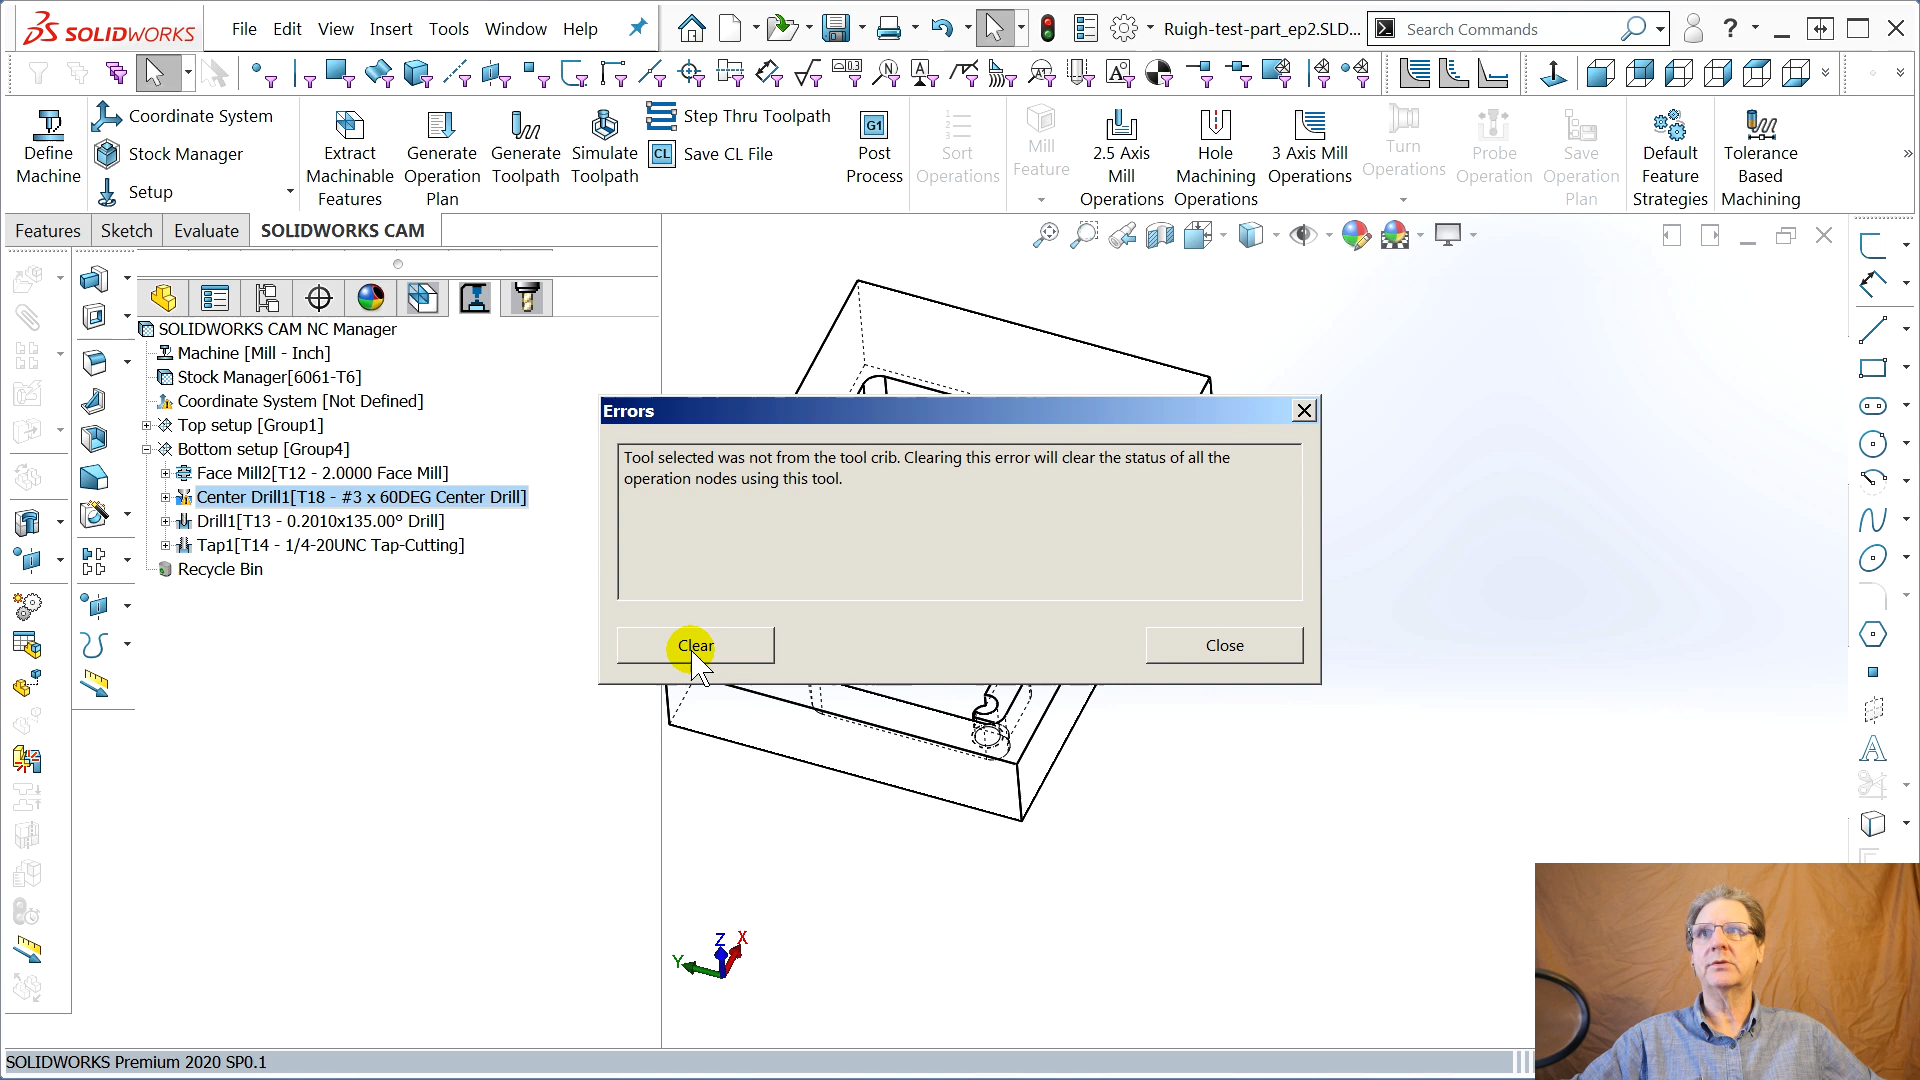 SOLIDWORKS
File Edit View Insert Tools Window Help
Ruigh-test-part_ep2.SLD...
Search Commands
?
Define
Machine
Coordinate System
Stock Manager
Setup
Extract
Machinable
Features
Generate
Operation
Plan
Generate
Toolpath
Simulate
Toolpath
Step Thru Toolpath
CL Save CL File
G1
Post
Process
Sort
Operations
Mill
Feature
2.5 Axis
Mill
Operations
Hole
Machining
Operations
3 Axis Mill
Operations
Turn
Operations
Probe
Operation
Save
Operation
Plan
Default
Feature
Strategies
Tolerance
Based
Machining
Features Sketch Evaluate SOLIDWORKS CAM
SOLIDWORKS CAM NC Manager
Machine [Mill - Inch]
Stock Manager[6061-T6]
Coordinate System [Not Defined]
Top setup [Group1]
Bottom setup [Group4]
Face Mill2[T12 - 2.0000 Face Mill]
Center Drill1[T18 - #3 x 60DEG Center Drill]
Drill1[T13 - 0.2010x135.00° Drill]
Tap1[T14 - 1/4-20UNC Tap-Cutting]
Recycle Bin
Errors
Tool selected was not from the tool crib. Clearing this error will clear the status of all the
operation nodes using this tool.
Clear
Close
Z
X
Y
SOLIDWORKS Premium 2020 SP0.1